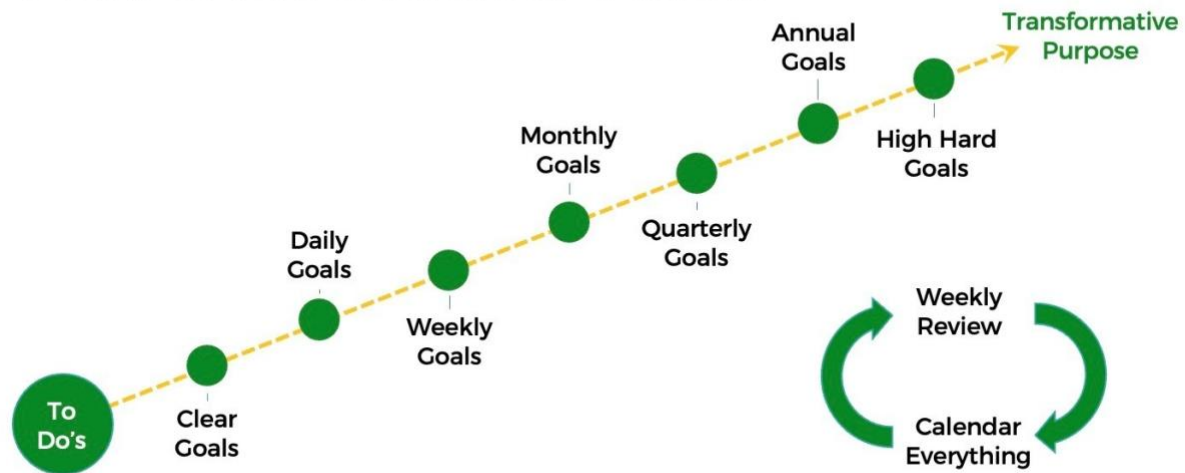 Transformative
Purpose
Annual
Goals
High Hard
Goals
Monthly
Goals
Quarterly
Goals
Daily
Goals
Weekly
Goals
To
Do's
Clear
Goals
Weekly
Review
Calendar
Everything